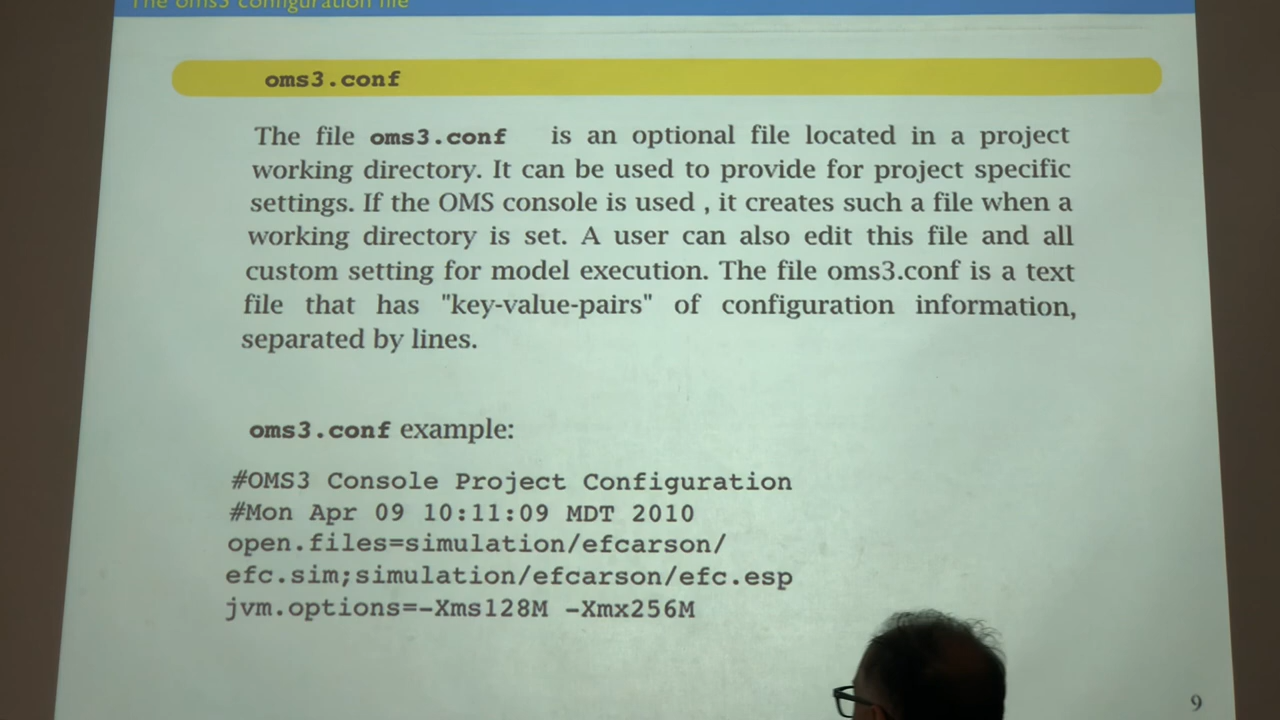 The oms3 configuration file
oms3.conf
The file oms3.conf is an optional file located in a project
working directory. It can be used to provide for project specific
settings. If the OMS console is used , it creates such a file when a
working directory is set. A user can also edit this file and all
custom setting for model execution. The file oms3.conf is a text
file that has "key-value-pairs" of configuration information,
separated by lines.
oms3.conf example:
#OMS3 Console Project Configuration
#Mon Apr 09 10:11:09 MDT 2010
open.files=simulation/efcarson/
efc.sim;simulation/efcarson/efc.esp
jvm.options=-Xms128M -Xmx256M
9